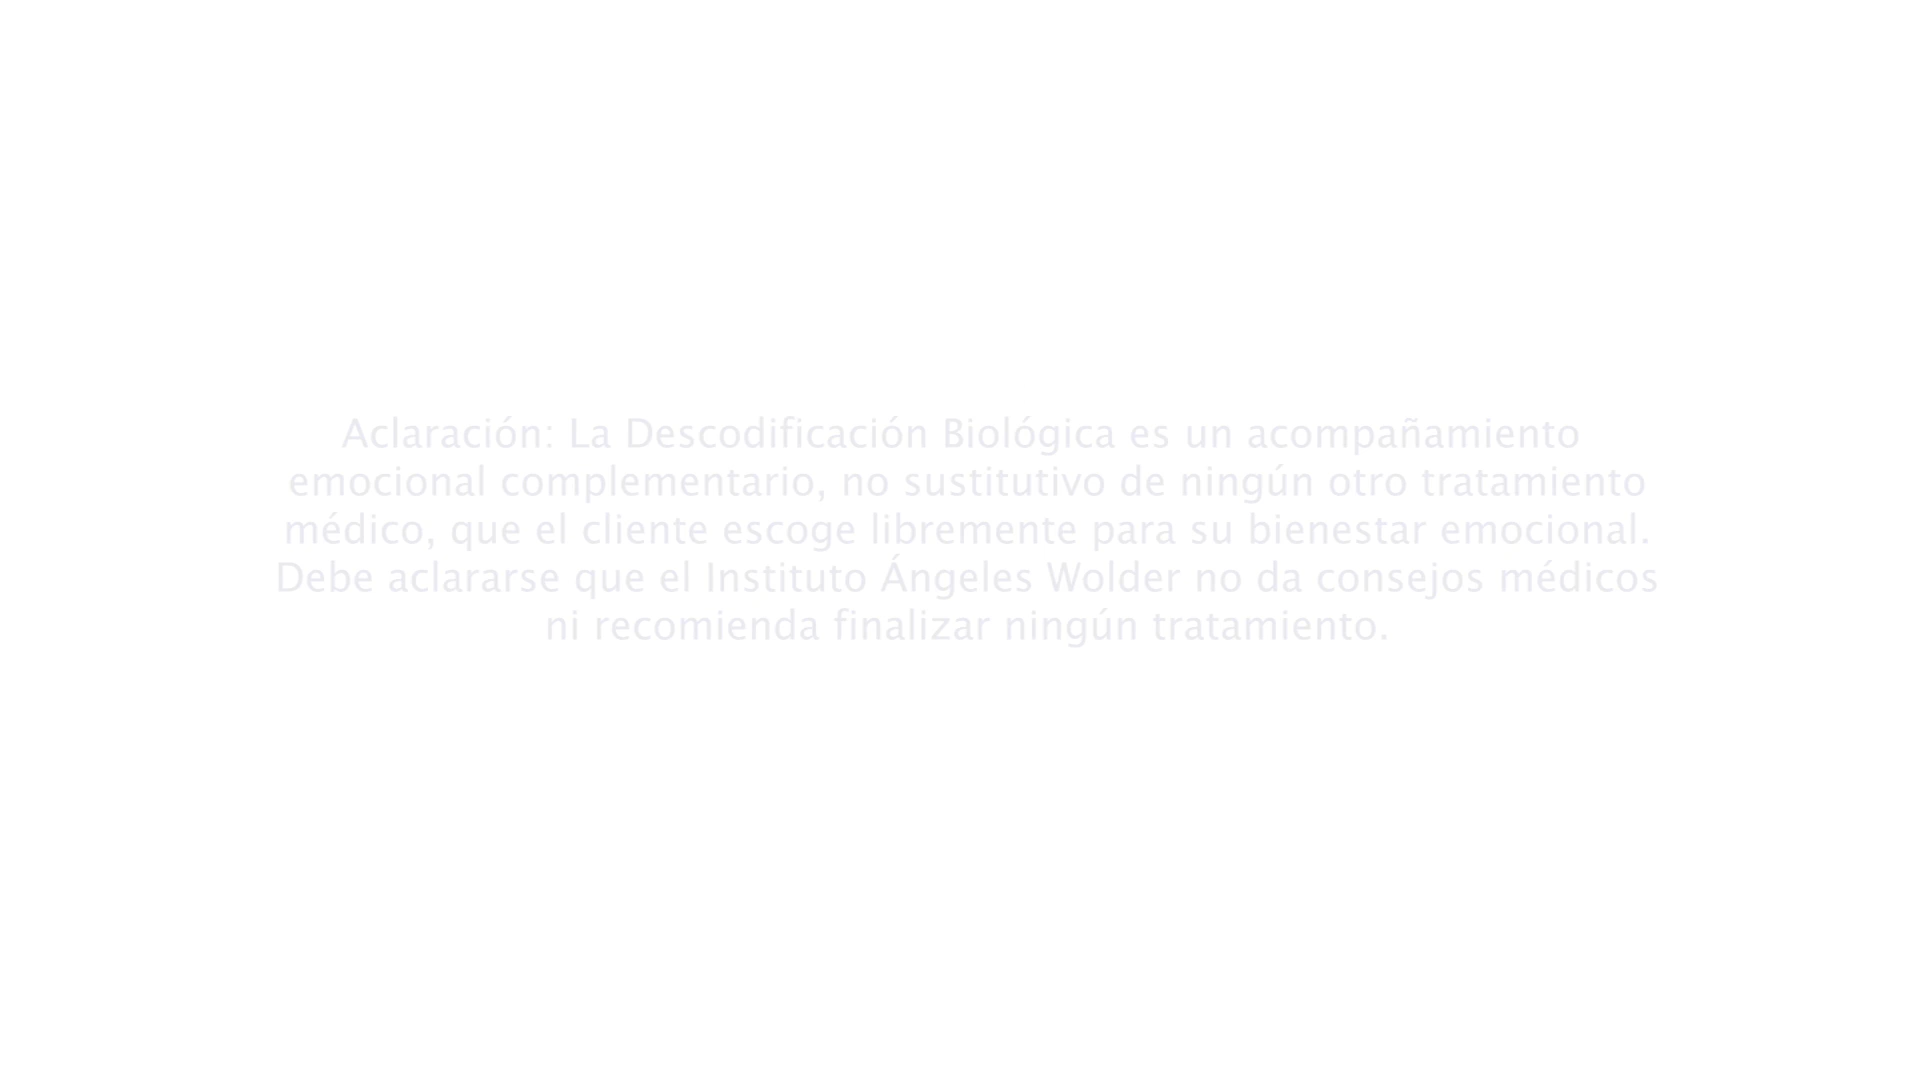 Aclaración: La Descodificación Biológica es un acompañamiento
emocional complementario, no sustitutivo de ningún otro tratamiento
médico, que el cliente escoge libremente para su bienestar emocional.
Debe aclararse que el Instituto Ángeles Wolder no da consejos médicos
ni recomienda finalizar ningún tratamiento.